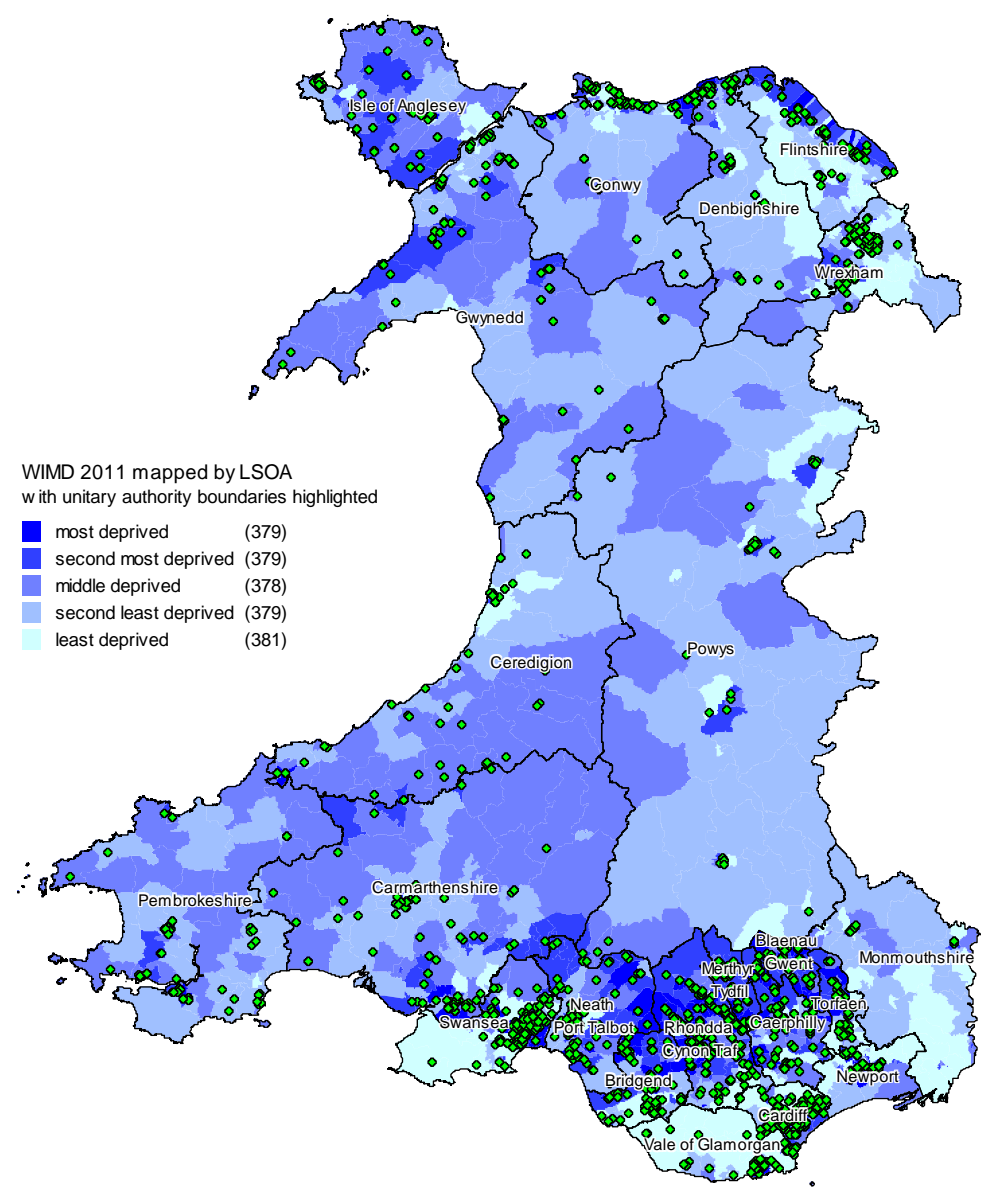 Isle of Anglesey
Flintshire
Conwy
Denbighshire
Wrexham
Gwynedd
WIMD 2011 mapped by LSOA
with unitary authority boundaries highlighted
most deprived (379)
second most deprived (379)
middle deprived (378)
second least deprived (379)
least deprived (381)
Powys
Ceredigion
Carmarthenshire
Pembrokeshire
Blaenau
Gwent
Monmouthshire
Merthyr
Tydfil
Torfaen
Neath
Port Talbot
Swansea
Rhondda
Cynon Taf
Caerphilly
Newport
Bridgend
Cardiff
Vale of Glamorgan